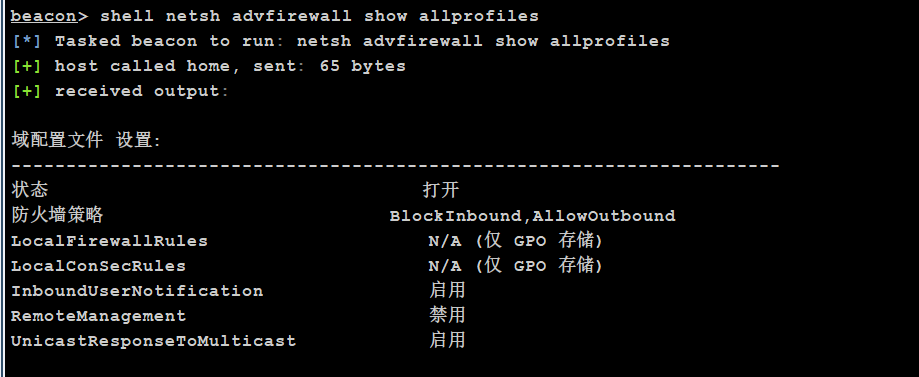 beacon> shell netsh advfirewall show allprofiles
[*] Tasked beacon to run: netsh advfirewall show allprofiles
[+] host called home, sent: 65 bytes
[+] received output:
域配置文件 设置:
----------------------------------------------------------------------
状态 打开
防火墙策略 BlockInbound,AllowOutbound
LocalFirewallRules N/A (仅 GPO 存储)
LocalConSecRules N/A (仅 GPO 存储)
InboundUserNotification 启用
RemoteManagement 禁用
UnicastResponseToMulticast 启用